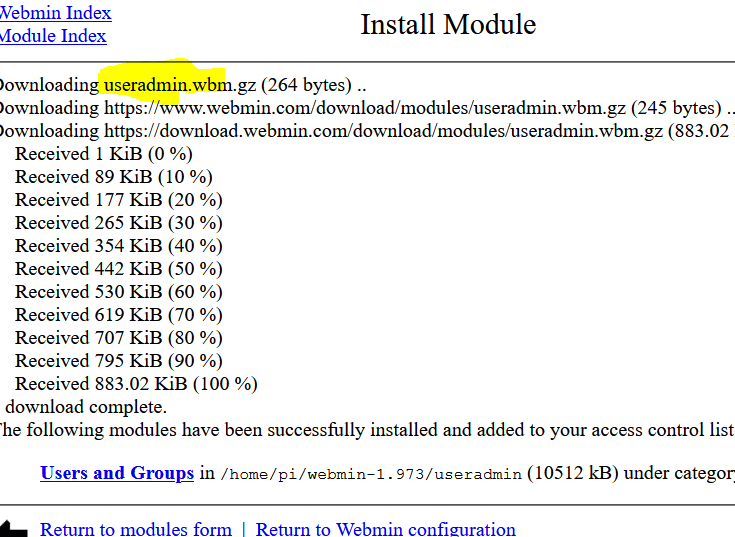 Webmin Index
Module Index
Install Module
Downloading useradmin.wbm.gz (264 bytes) ..
Downloading https://www.webmin.com/download/modules/useradmin.wbm.gz (245 bytes) ..
Downloading https://download.webmin.com/download/modules/useradmin.wbm.gz (883.02
Received 1 KiB (0 %)
Received 89 KiB (10 %)
Received 177 KiB (20 %)
Received 265 KiB (30 %)
Received 354 KiB (40 %)
Received 442 KiB (50 %)
Received 530 KiB (60 %)
Received 619 KiB (70 %)
Received 707 KiB (80 %)
Received 795 KiB (90 %)
Received 883.02 KiB (100 %)
download complete.
The following modules have been successfully installed and added to your access control list
Users and Groups in /home/pi/webmin-1.973/useradmin (10512 kB) under category
Return to modules form | Return to Webmin configuration